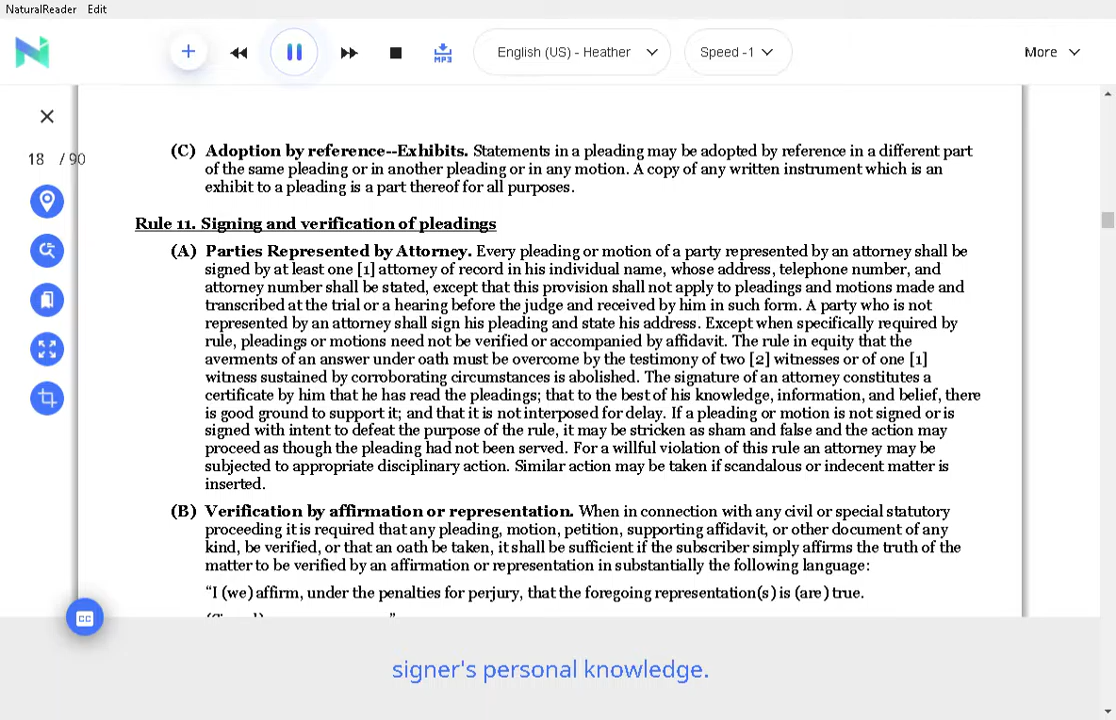 NaturalReader Edit
English (US) - Heather
Speed -1
More
MP3
18 / 90
(C) Adoption by reference--Exhibits. Statements in a pleading may be adopted by reference in a different part
of the same pleading or in another pleading or in any motion. A copy of any written instrument which is an
exhibit to a pleading is a part thereof for all purposes.
Rule 11. Signing and verification of pleadings
(A) Parties Represented by Attorney. Every pleading or motion of a party represented by an attorney shall be
signed by at least one [1] attorney of record in his individual name, whose address, telephone number, and
attorney number shall be stated, except that this provision shall not apply to pleadings and motions made and
transcribed at the trial or a hearing before the judge and received by him in such form. A party who is not
represented by an attorney shall sign his pleading and state his address. Except when specifically required by
rule, pleadings or motions need not be verified or accompanied by affidavit. The rule in equity that the
averments of an answer under oath must be overcome by the testimony of two [2] witnesses or of one [1]
witness sustained by corroborating circumstances is abolished. The signature of an attorney constitutes a
certificate by him that he has read the pleadings; that to the best of his knowledge, information, and belief, there
is good ground to support it; and that it is not interposed for delay. If a pleading or motion is not signed or is
signed with intent to defeat the purpose of the rule, it may be stricken as sham and false and the action may
proceed as though the pleading had not been served. For a willful violation of this rule an attorney may be
subjected to appropriate disciplinary action. Similar action may be taken if scandalous or indecent matter is
inserted.
(B) Verification by affirmation or representation. When in connection with any civil or special statutory
proceeding it is required that any pleading, motion, petition, supporting affidavit, or other document of any
kind, be verified, or that an oath be taken, it shall be sufficient if the subscriber simply affirms the truth of the
matter to be verified by an affirmation or representation in substantially the following language:
“I (we) affirm, under the penalties for perjury, that the foregoing representation(s) is (are) true.
CC
signer's personal knowledge.